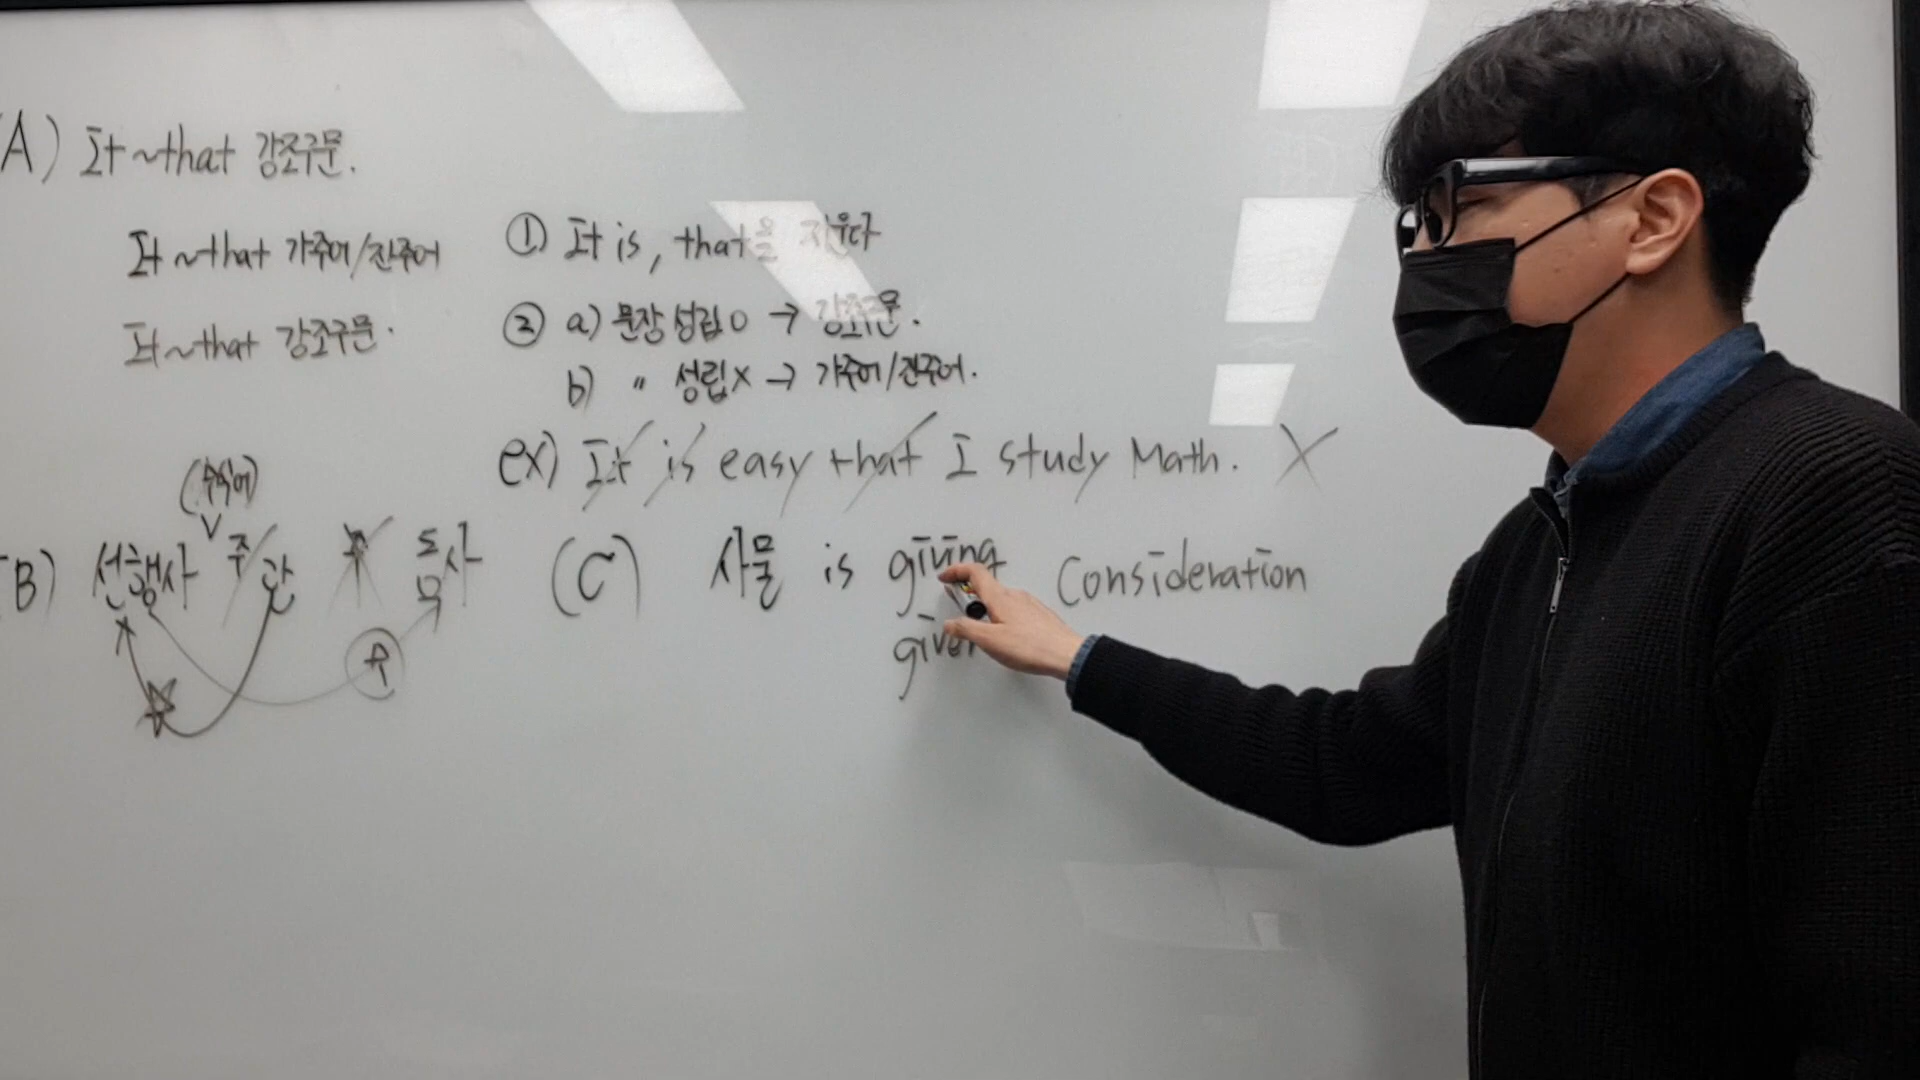 (A) It ~that 강조구문.
It ~that 가주어/진주어
It ~that 강조구문.
① It is, that을 지운다
② a) 문장성립 O → 강조구문.
b) 〃 성립 X → 가주어/진주어.
ex) It is easy that I study Math. X
(수식어)
(B) 선행사 ∨ 주 관 동사
(C) 사물 is giving Consideration
given